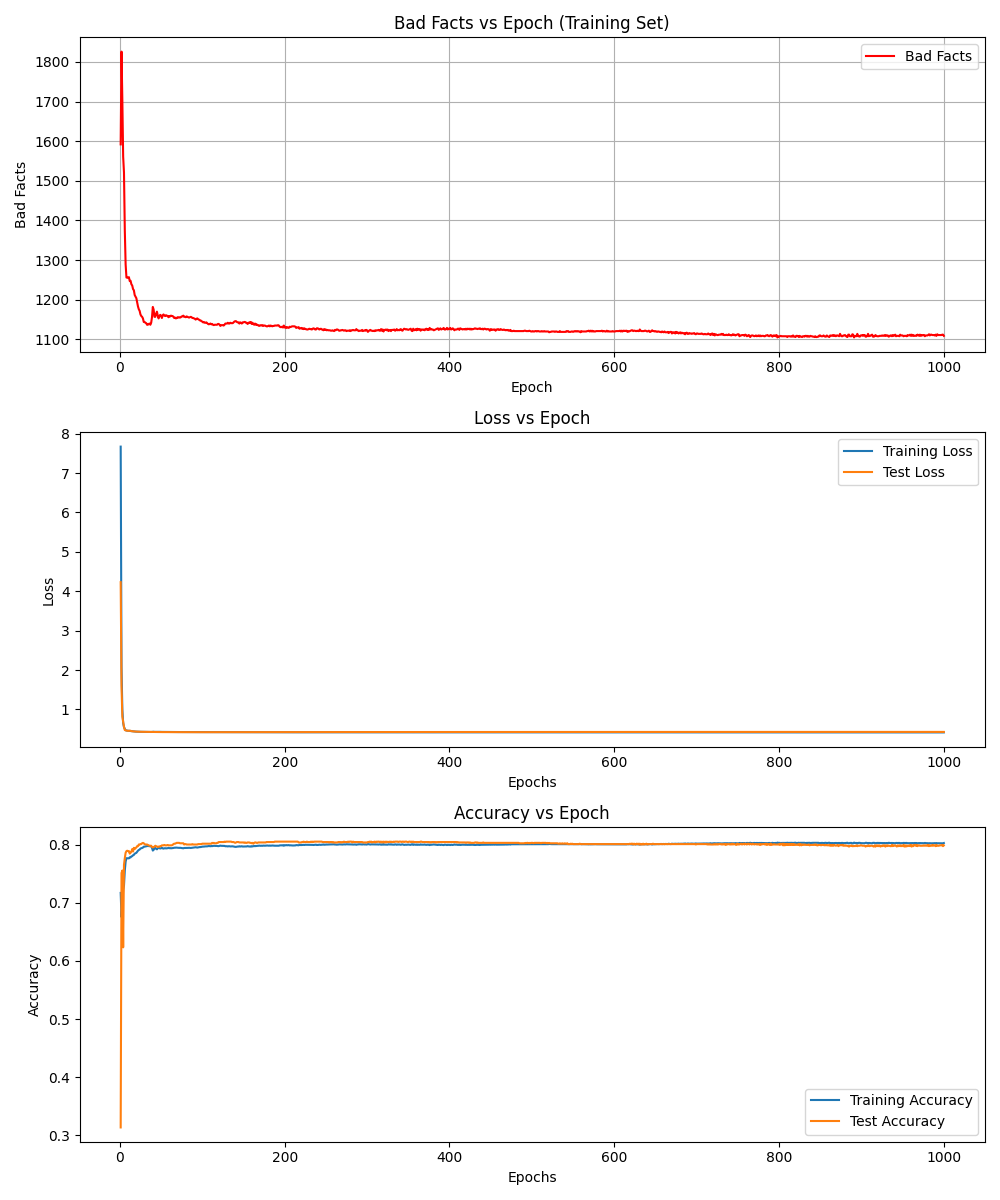 Bad Facts vs Epoch (Training Set)
Bad Facts
1800
1700
1600
1500
1400
1300
1200
1100
Bad Facts
0 200 400 600 800 1000
Epoch
Loss vs Epoch
Training Loss
Test Loss
8
7
6
5
4
3
2
1
Loss
0 200 400 600 800 1000
Epochs
Accuracy vs Epoch
0.8
0.7
0.6
0.5
0.4
0.3
Accuracy
Training Accuracy
Test Accuracy
0 200 400 600 800 1000
Epochs